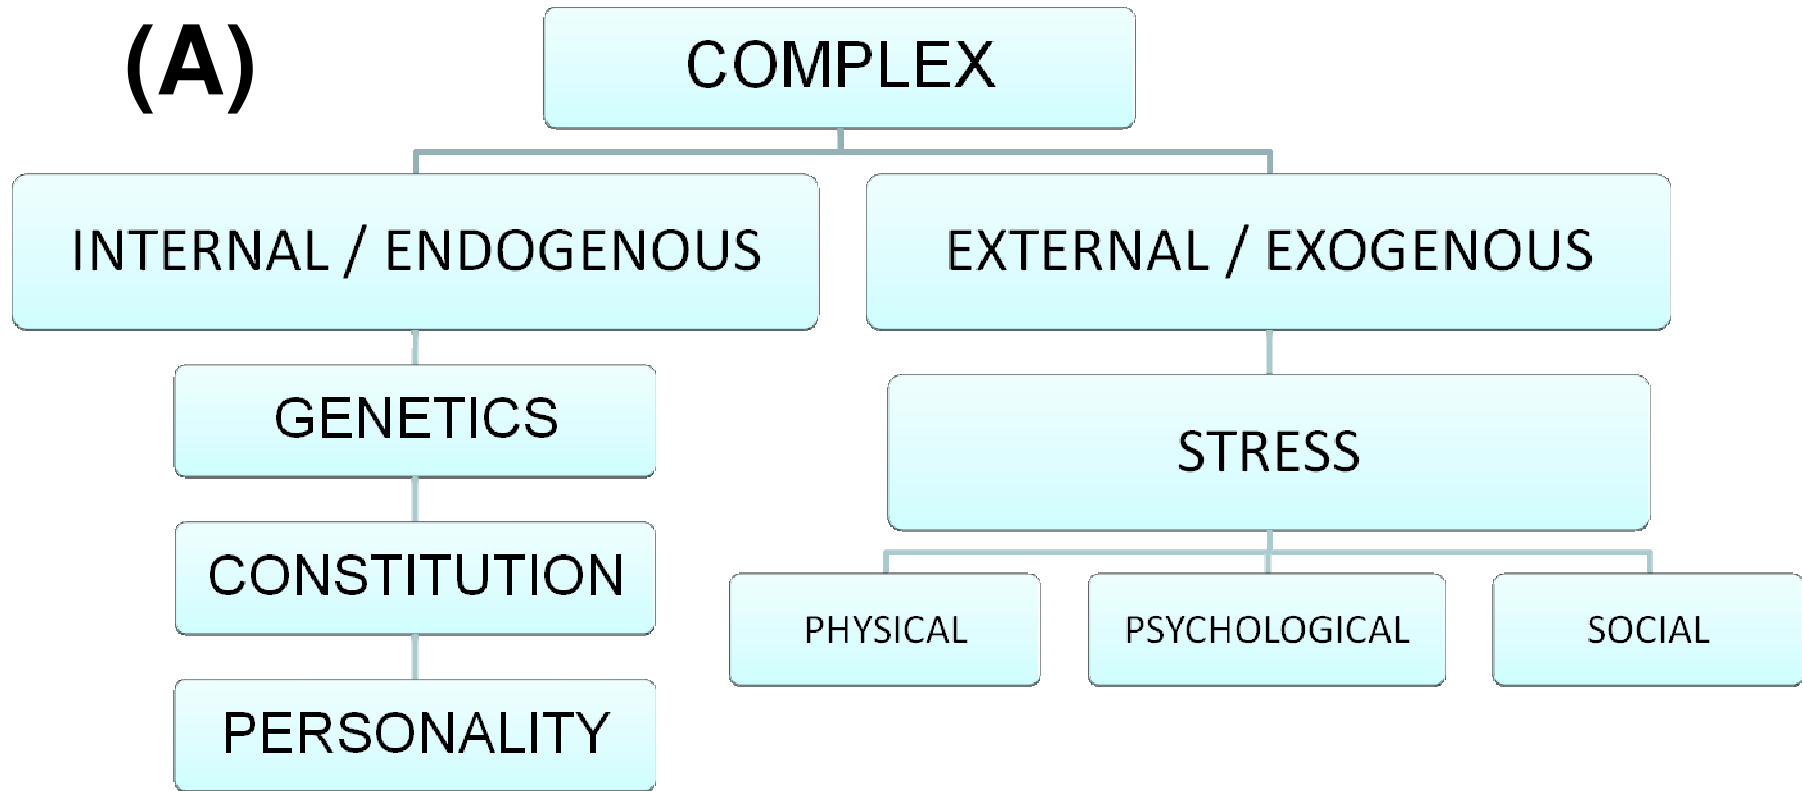 (A)
COMPLEX
INTERNAL / ENDOGENOUS
EXTERNAL / EXOGENOUS
GENETICS
CONSTITUTION
PERSONALITY
STRESS
PHYSICAL
PSYCHOLOGICAL
SOCIAL